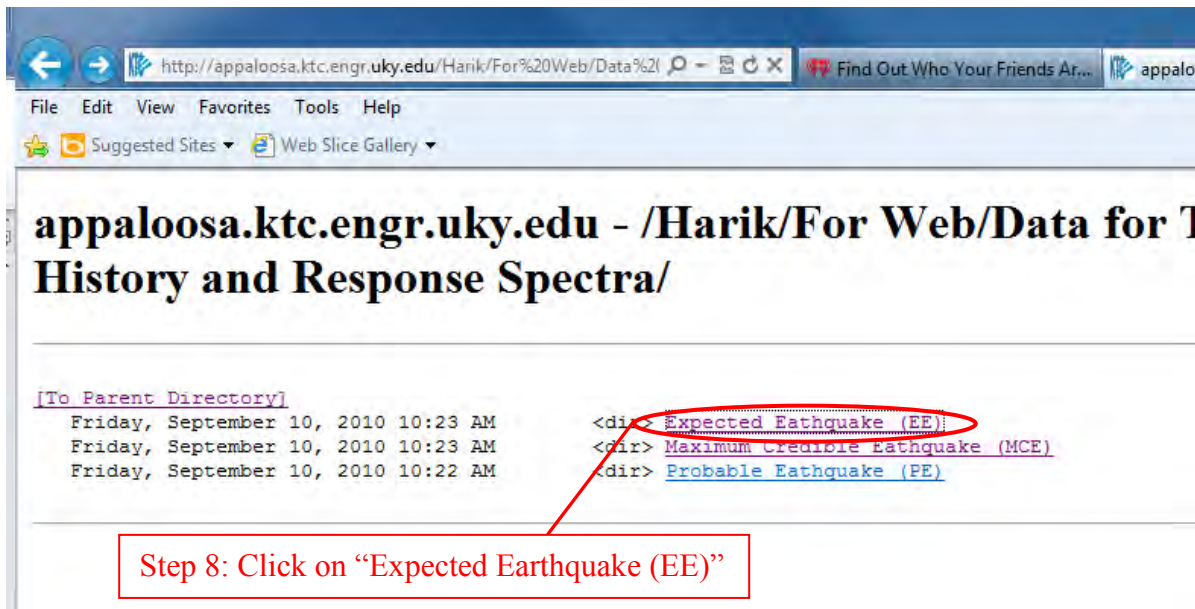 http://appaloosa.ktc.engr.uky.edu/Harik/For%20Web/Data%2(
Find Out Who Your Friends Ar...
appalo
File Edit View Favorites Tools Help
Suggested Sites Web Slice Gallery
appaloosa.ktc.engr.uky.edu - /Harik/For Web/Data for T
History and Response Spectra/
[To Parent Directory]
Friday, September 10, 2010 10:23 AM <dir> Expected Eathquake (EE)
Friday, September 10, 2010 10:23 AM <dir> Maximum Credible Eathquake (MCE)
Friday, September 10, 2010 10:22 AM <dir> Probable Eathquake (PE)
Step 8: Click on “Expected Earthquake (EE)”